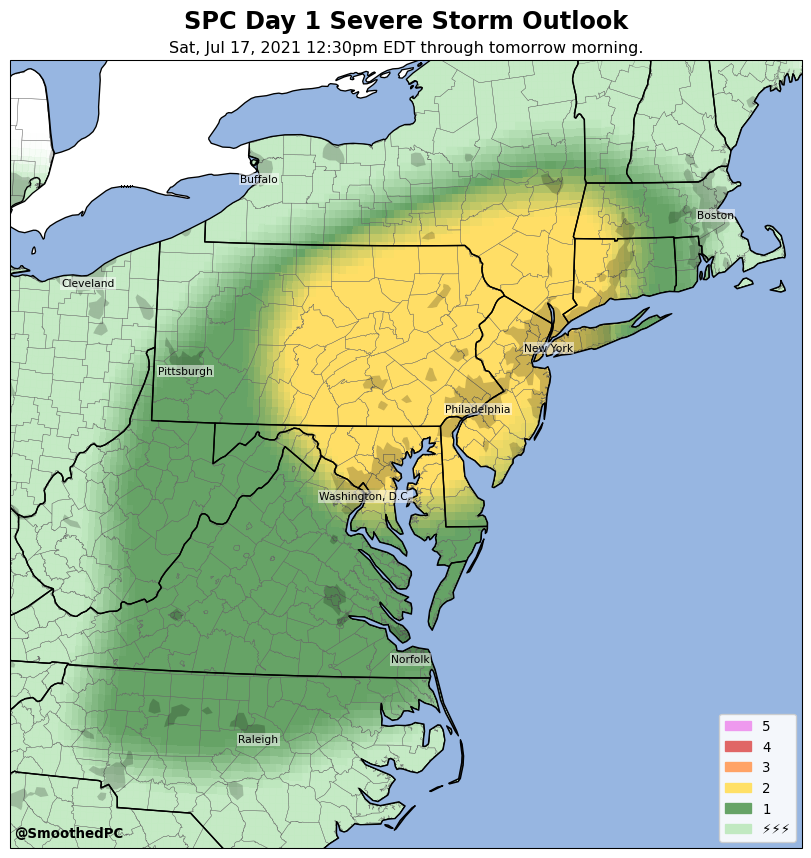 SPC Day 1 Severe Storm Outlook
Sat, Jul 17, 2021 12:30pm EDT through tomorrow morning.
Buffalo
Boston
Cleveland
New York
Pittsburgh
Philadelphia
Washington, D.C.
Norfolk
Raleigh
5
4
3
2
1
⚡⚡⚡
@SmoothedPC